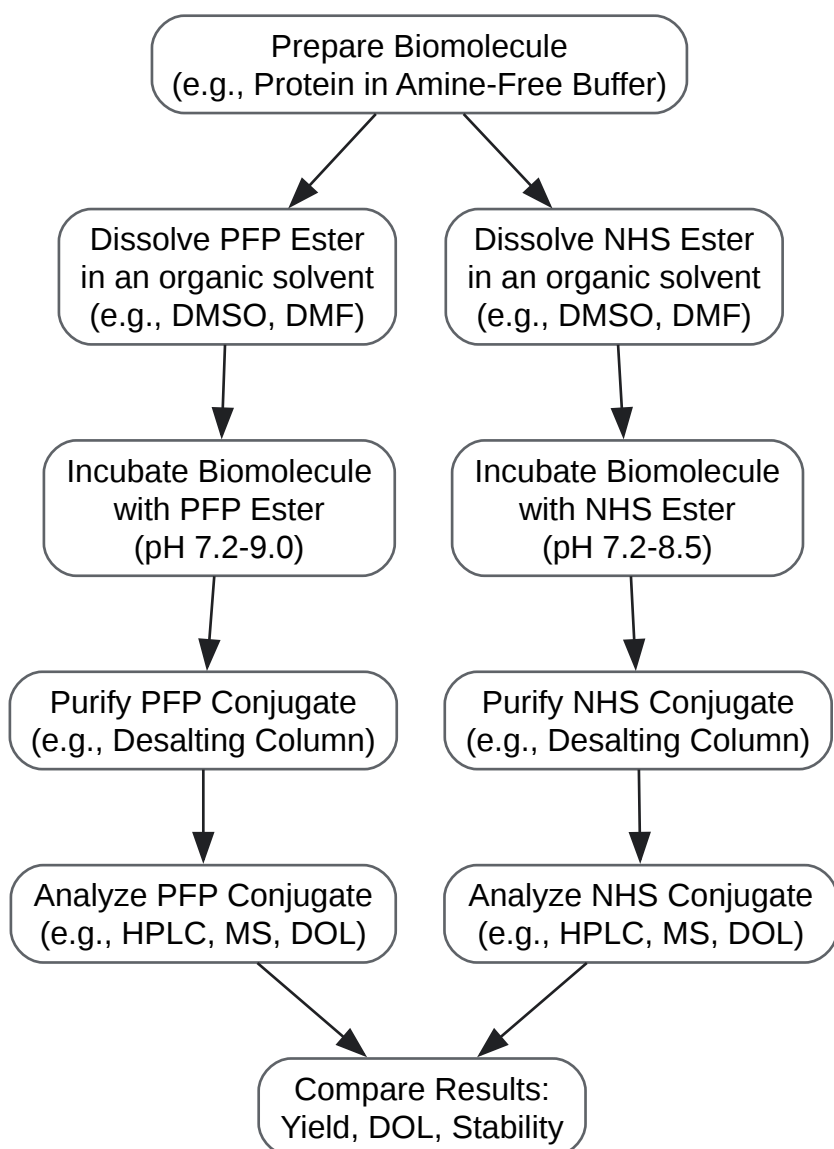 Prepare Biomolecule
(e.g., Protein in Amine-Free Buffer)
Dissolve PFP Ester
in an organic solvent
(e.g., DMSO, DMF)
Dissolve NHS Ester
in an organic solvent
(e.g., DMSO, DMF)
Incubate Biomolecule
with PFP Ester
(pH 7.2-9.0)
Incubate Biomolecule
with NHS Ester
(pH 7.2-8.5)
Purify PFP Conjugate
(e.g., Desalting Column)
Purify NHS Conjugate
(e.g., Desalting Column)
Analyze PFP Conjugate
(e.g., HPLC, MS, DOL)
Analyze NHS Conjugate
(e.g., HPLC, MS, DOL)
Compare Results:
Yield, DOL, Stability